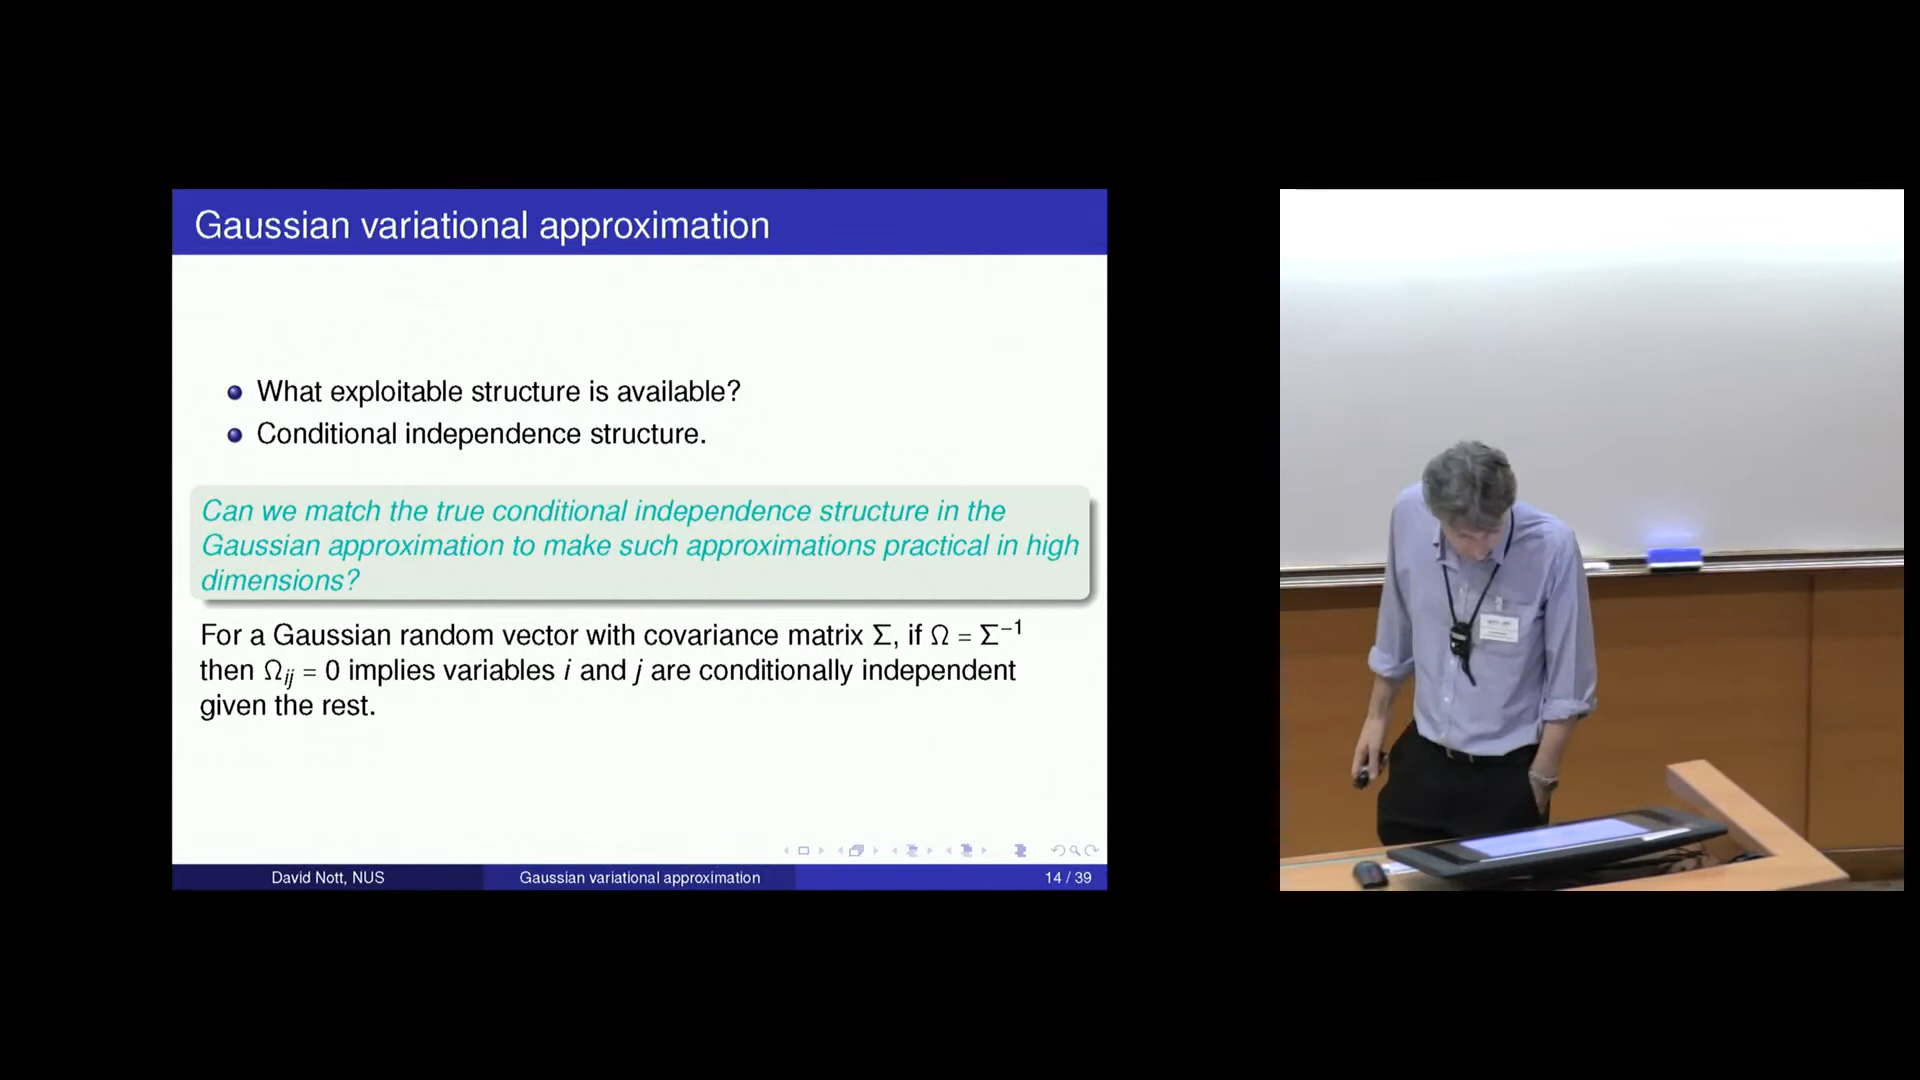 Gaussian variational approximation
What exploitable structure is available?
Conditional independence structure.
Can we match the true conditional independence structure in the
Gaussian approximation to make such approximations practical in high
dimensions?
For a Gaussian random vector with covariance matrix Σ, if Ω = Σ⁻¹
then Ωᵢⱼ = 0 implies variables i and j are conditionally independent
given the rest.
David Nott, NUS
Gaussian variational approximation
14 / 39